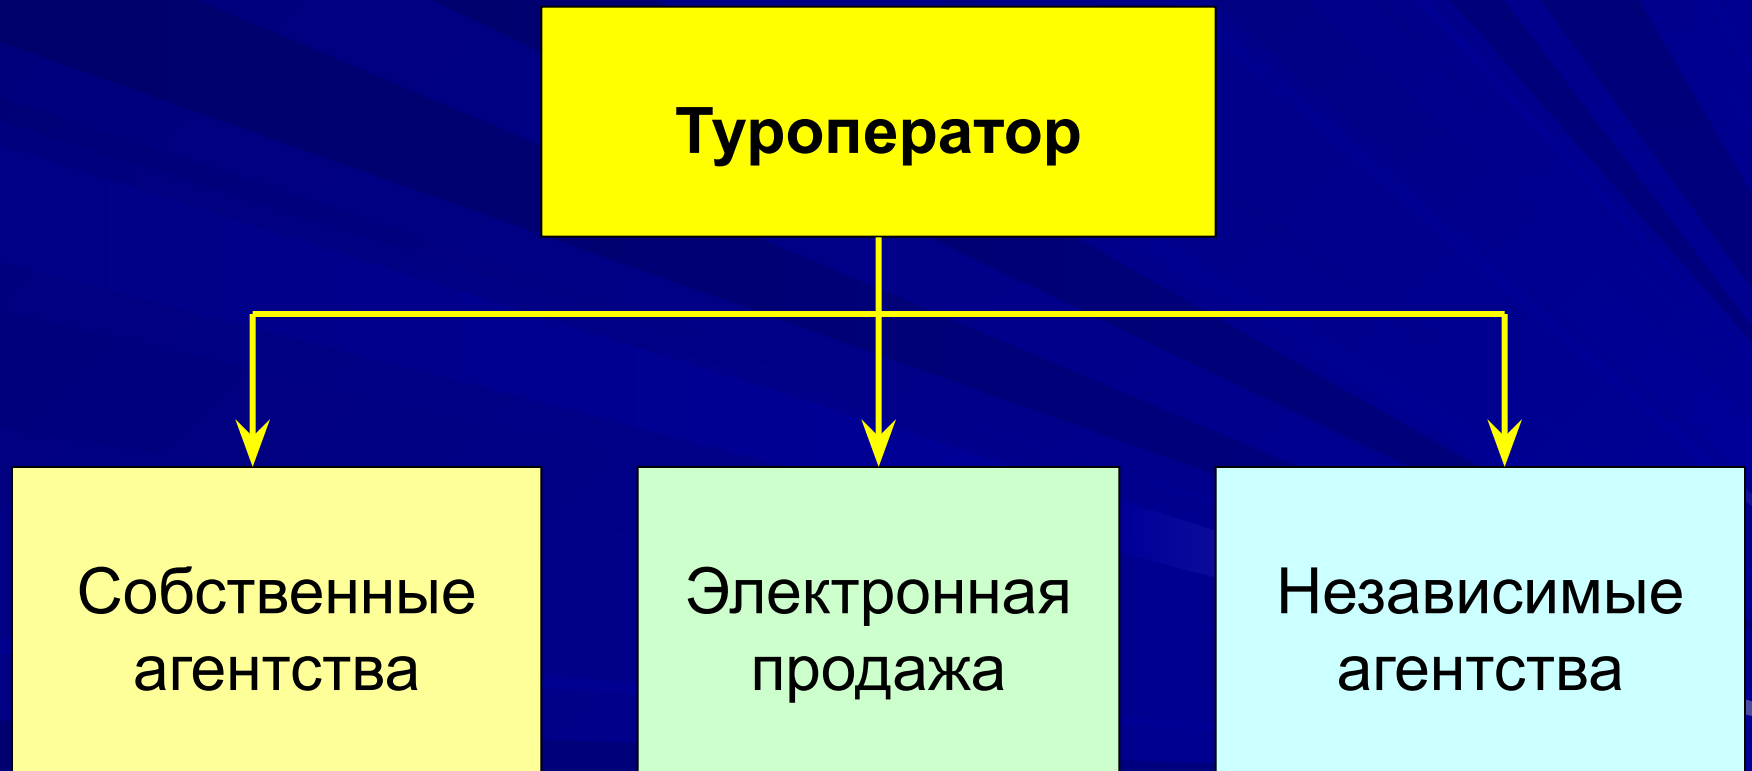 Туроператор
Собственные
агентства
Электронная
продажа
Независимые
агентства